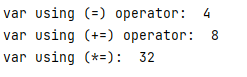 var using (=) operator:  4
var using (+=) operator:  8
var using (*=):  32